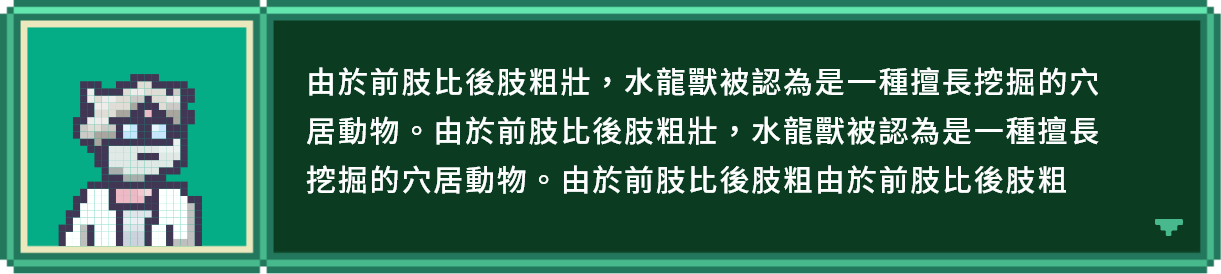 由於前肢比後肢粗壯，水龍獸被認為是一種擅長挖掘的穴
居動物。由於前肢比後肢粗壯，水龍獸被認為是一種擅長
挖掘的穴居動物。由於前肢比後肢粗由於前肢比後肢粗